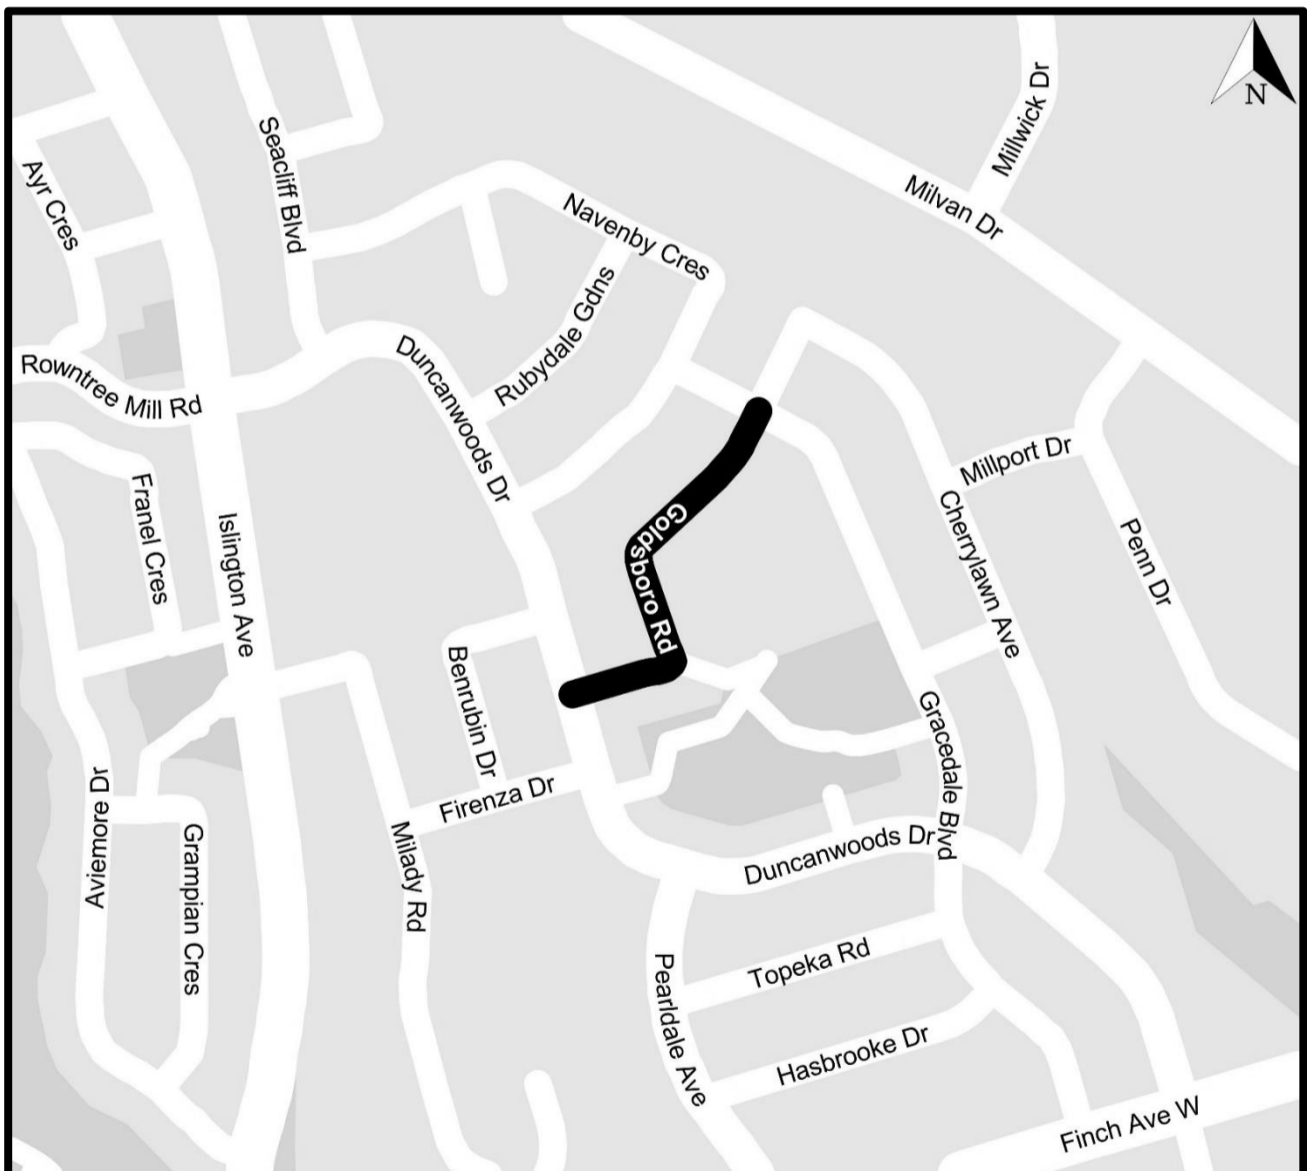 N
Millwick Dr
Seacliff Blvd
Ayr Cres
Milvan Dr
Navenby Cres
Rubydale Gdns
Duncanwoods Dr
Rowntree Mill Rd
Millport Dr
Franel Cres
Islington Ave
Cherrylawn Ave
Penn Dr
Goldsboro Rd
Benrubin Dr
Gracedale Blvd
Firenza Dr
Aviemore Dr
Grampian Cres
Milady Rd
Duncanwoods Dr
Topeka Rd
Pearldale Ave
Hasbrooke Dr
Finch Ave W